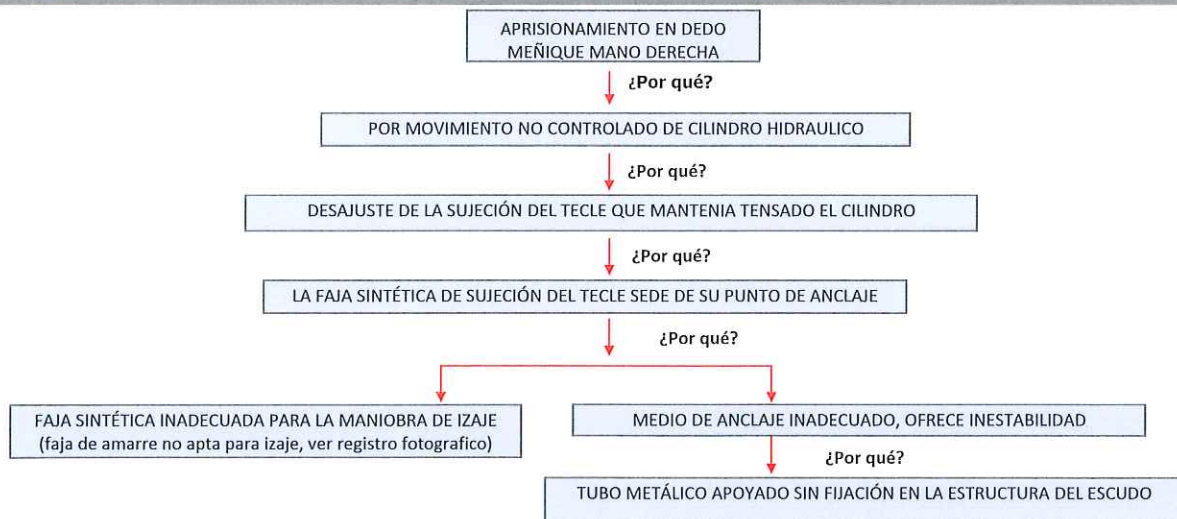 APRISIONAMIENTO EN DEDO
MEÑIQUE MANO DERECHA
¿Por qué?
POR MOVIMIENTO NO CONTROLADO DE CILINDRO HIDRAULICO
¿Por qué?
DESAJUSTE DE LA SUJECIÓN DEL TECLE QUE MANTENIA TENSADO EL CILINDRO
¿Por qué?
LA FAJA SINTÉTICA DE SUJECIÓN DEL TECLE SEDE DE SU PUNTO DE ANCLAJE
¿Por qué?
FAJA SINTÉTICA INADECUADA PARA LA MANIOBRA DE IZAJE
(faja de amarre no apta para izaje, ver registro fotografico)
MEDIO DE ANCLAJE INADECUADO, OFRECE INESTABILIDAD
¿Por qué?
TUBO METÁLICO APOYADO SIN FIJACIÓN EN LA ESTRUCTURA DEL ESCUDO